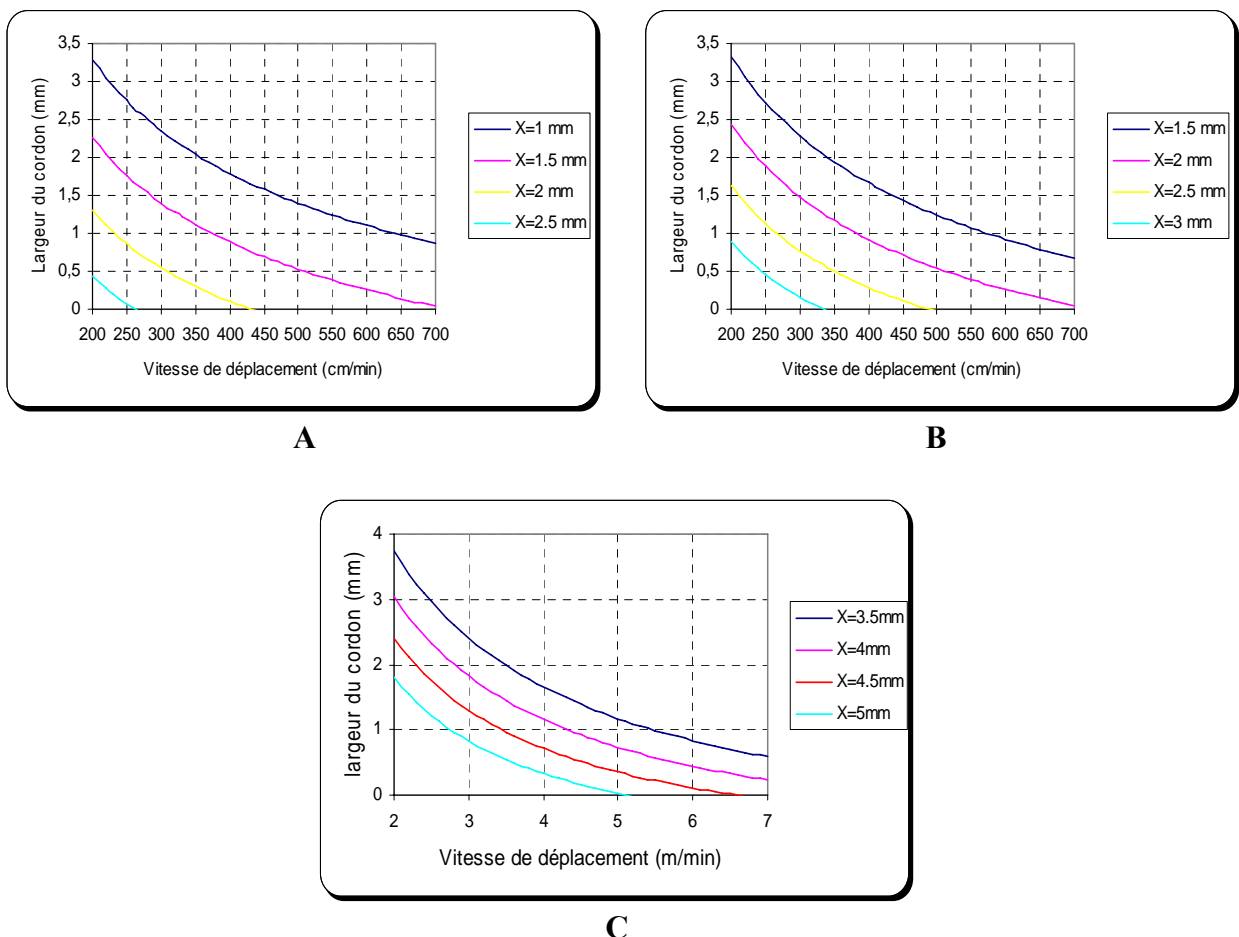 Largeur du cordon (mm)
3,5
3
2,5
2
1,5
1
0,5
0
200 250 300 350 400 450 500 550 600 650 700
Vitesse de déplacement (cm/min)
X=1 mm
X=1.5 mm
X=2 mm
X=2.5 mm
A
Largeur du cordon (mm)
3,5
3
2,5
2
1,5
1
0,5
0
200 250 300 350 400 450 500 550 600 650 700
Vitesse de déplacement (cm/min)
X=1.5 mm
X=2 mm
X=2.5 mm
X=3 mm
B
largeur du cordon (mm)
4
3
2
1
0
2 3 4 5 6 7
Vitesse de déplacement (m/min)
X=3.5mm
X=4mm
X=4.5mm
X=5mm
C